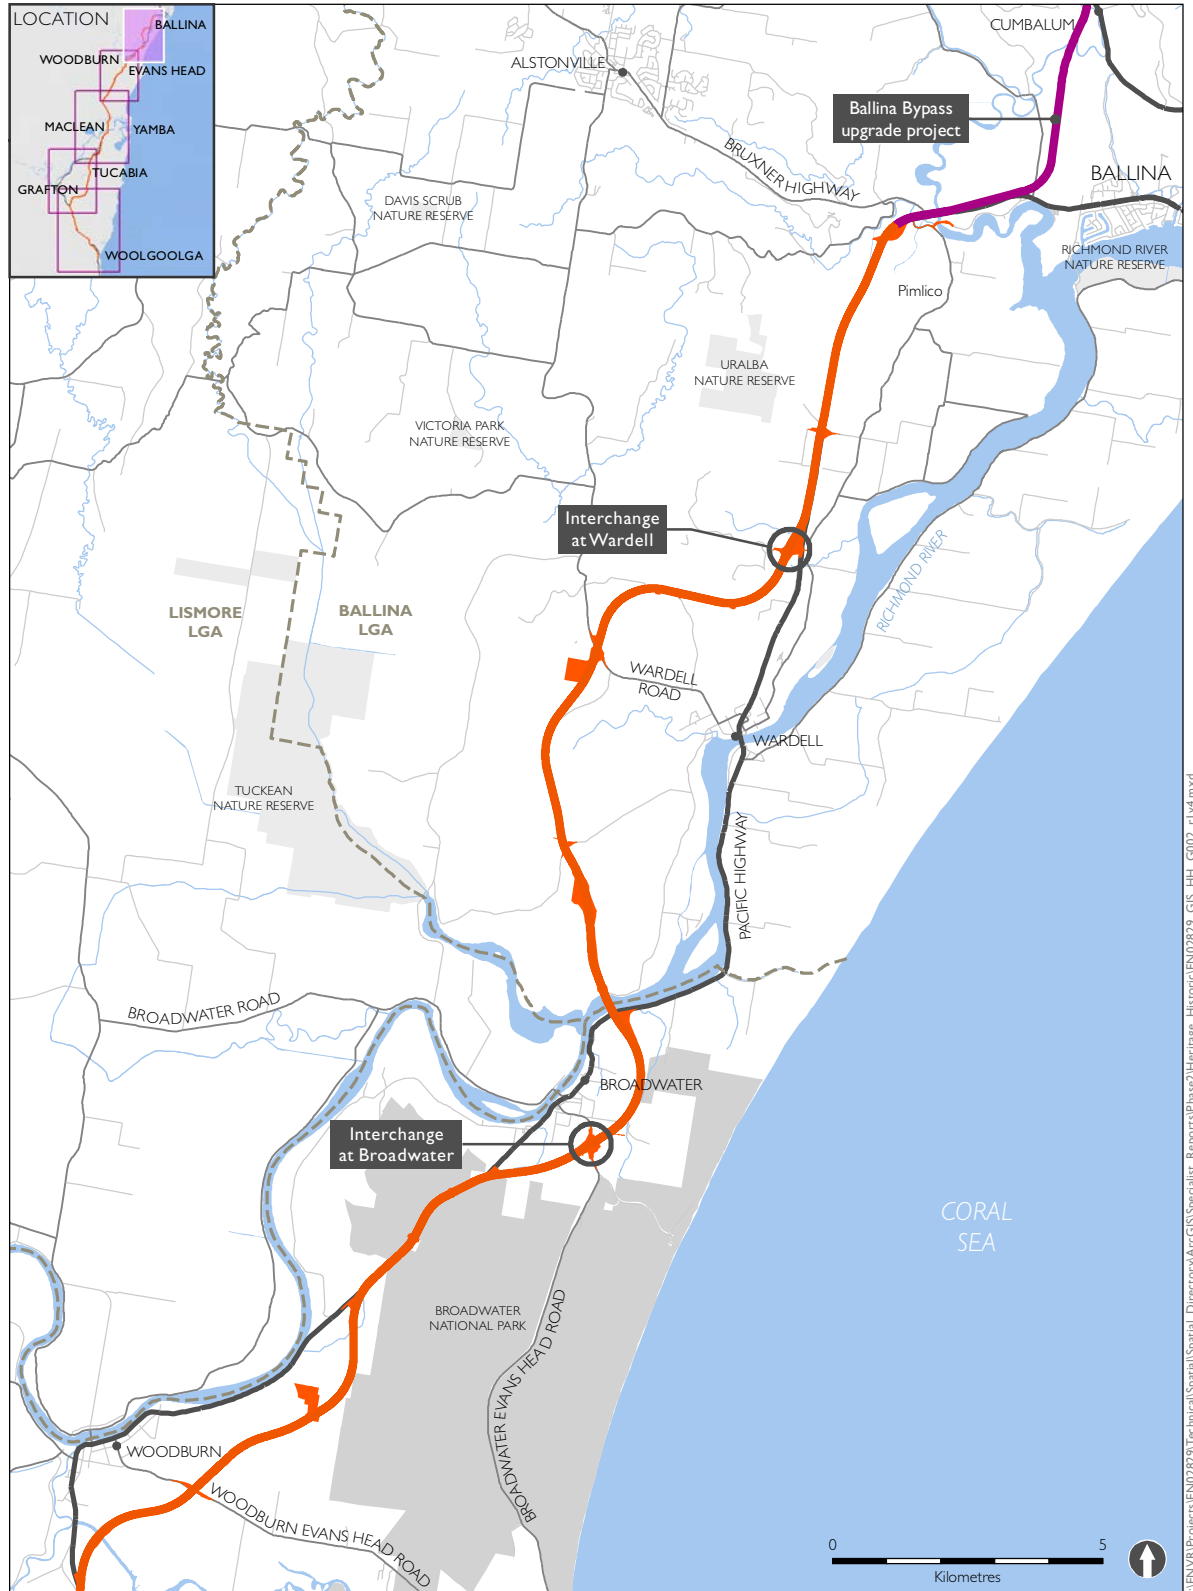 LOCATION
BALLINA
WOODBURN
EVANS HEAD
MACLEAN
YAMBA
TUCABIA
GRAFTON
WOOLGOOLGA
CUMBALUM
ALSTONVILLE
Ballina Bypass
upgrade project
BRUXNER HIGHWAY
BALLINA
DAVIS SCRUB
NATURE RESERVE
RICHMOND RIVER
NATURE RESERVE
Pimlico
URALBA
NATURE RESERVE
VICTORIA PARK
NATURE RESERVE
Interchange
at Wardell
RICHMOND RIVER
LISMORE
LGA
BALLINA
LGA
WARDELL
ROAD
WARDELL
TUCKEAN
NATURE RESERVE
PACIFIC HIGHWAY
BROADWATER ROAD
BROADWATER
Interchange
at Broadwater
CORAL
SEA
BROADWATER
NATIONAL PARK
BROADWATER EVANS HEAD ROAD
WOODBURN
WOODBURN EVANS HEAD ROAD
0
5
Kilometres